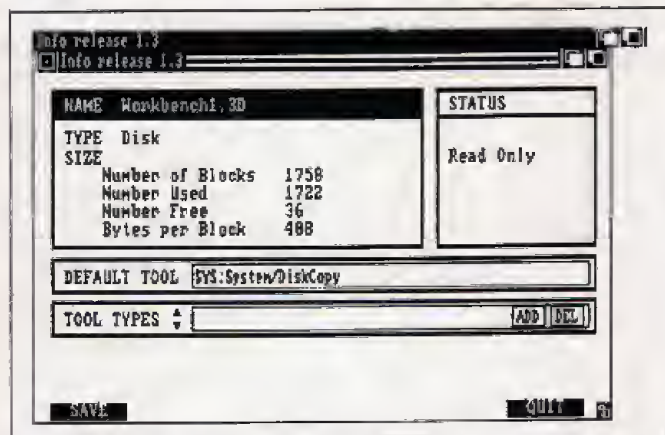 Info release 1.3
Info release 1.3
NAME Workbench1.3D
STATUS
TYPE Disk
Read Only
SIZE
Number of Blocks 1758
Number Used 1722
Number Free 36
Bytes per Block 488
DEFAULT TOOL SYS:System/DiskCopy
TOOL TYPES ADD DEL
SAVE QUIT